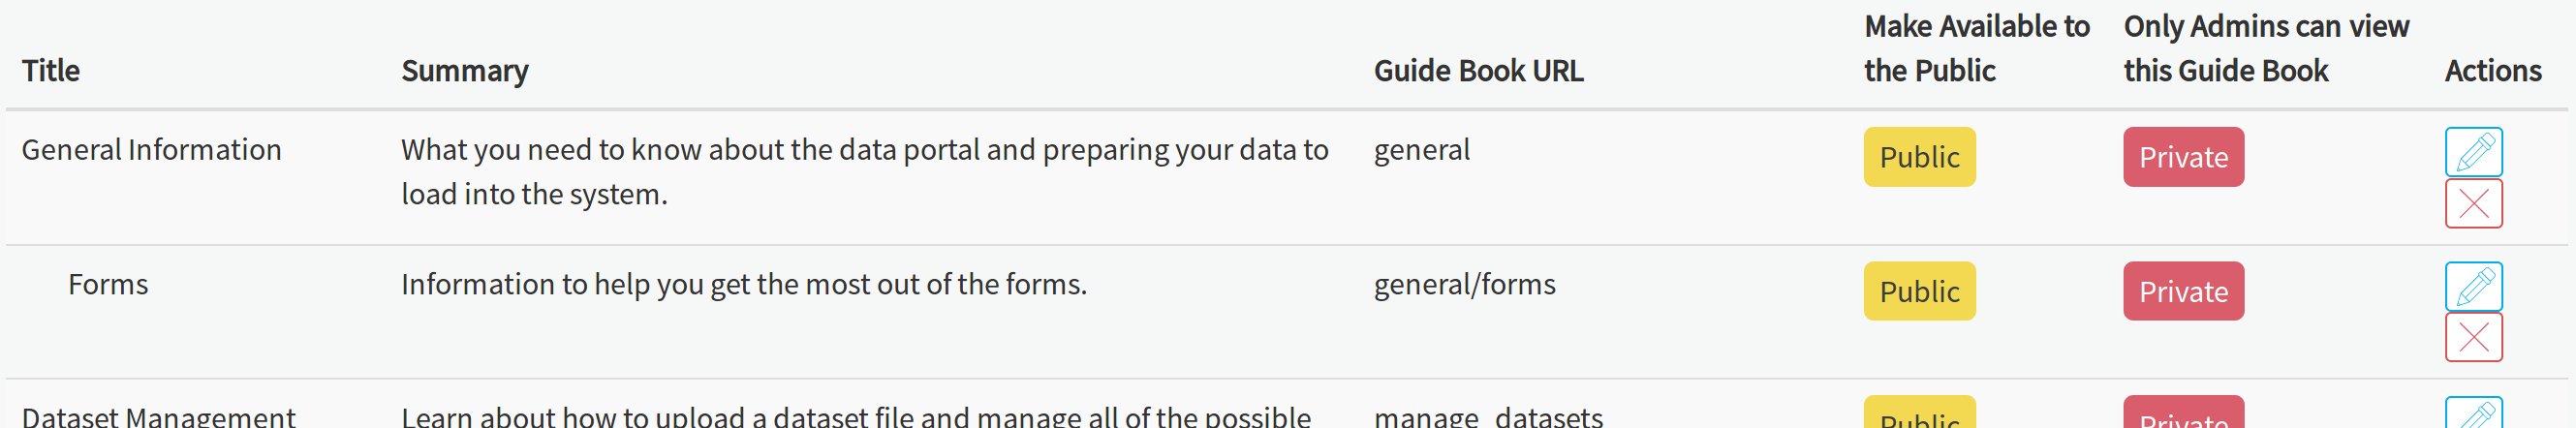 Title Summary Guide Book URL Make Available to the Public Only Admins can view this Guide Book Actions
General Information What you need to know about the data portal and preparing your data to general Public Private
load into the system.
Forms Information to help you get the most out of the forms. general/forms Public Private
Dataset Management Learn about how to upload a dataset file and manage all of the possible manage_datasets Public Private